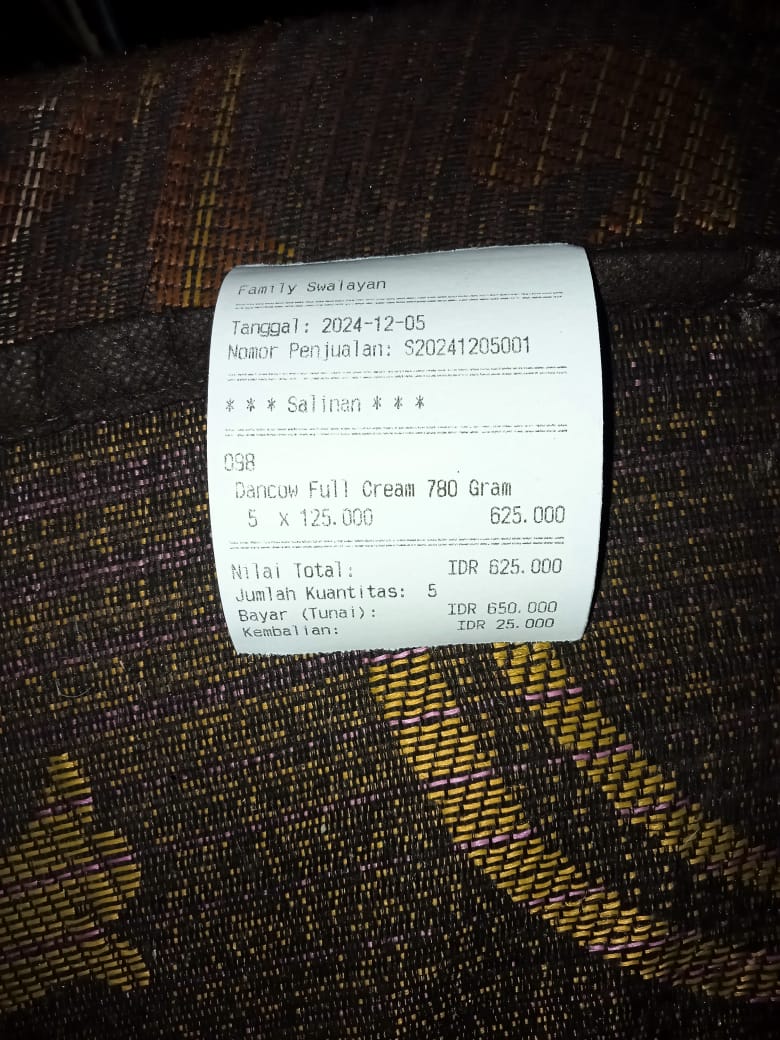 Family Swalayan
Tanggal: 2024-12-05
Nomor Penjualan: S20241205001
* * * Salinan * * *
098
Dancow Full Cream 780 Gram
5 x 125.000 625.000
Nilai Total: IDR 625.000
Jumlah Kuantitas: 5
Bayar (Tunai): IDR 650.000
Kembalian: IDR 25.000